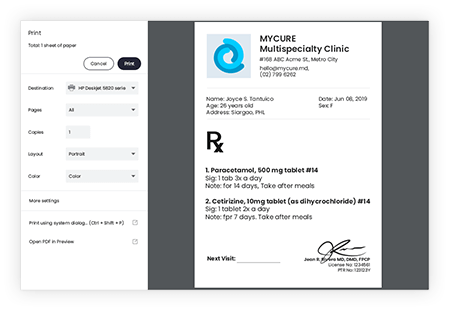 Print
Total: 1 sheet of paper
Cancel
Print
Destination
HP Deskjet 5820 serie
Pages
All
Copies
1
Layout
Portrait
Color
Color
More settings
Print using system dialog... (Ctrl + Shift + P)
Open PDF in Preview
MYCURE
Multispecialty Clinic
#16B ABC Acme St., Metro City
hello@mycure.md,
(02) 799 6262
Name: Joyce S. Tantuico
Date: Jun 06, 2019
Age: 26 years old
Sex: F
Address: Siargao, PHL
Rx
1. Paracetamol, 500 mg tablet #14
Sig: 1 tab 3x a day
Note: for 14 days, Take after meals
2. Cetirizine, 10mg tablet (as dihycrochloride) #14
Sig: 1 tablet 2x a day
Note: fpr 7 days. Take after meals
Next Visit:
Joan B. MD, DMD, FPCP
License No: 1234561
PTR No: 120123Y